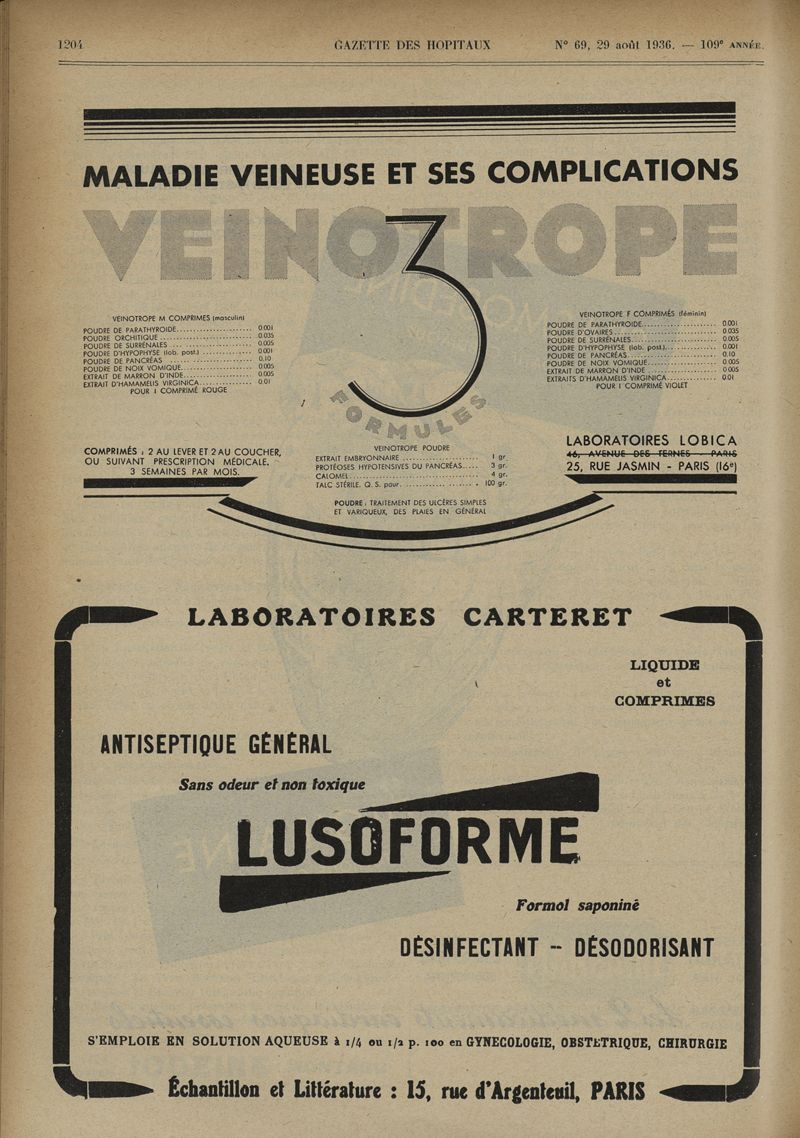 1204 GAZETTE DES HOPITAUX N° 69, 29 août 1936. — 109e ANNÉE.
MALADIE VEINEUSE ET SES COMPLICATIONS
VEINOTROPE
3
FORMULES
VEINOTROPE M COMPRIMES (masculin)
POUDRE DE PARATHYROIDE 0.001
POUDRE ORCHITIQUE 0.035
POUDRE DE SURRÉNALES 0.005
POUDRE D'HYPOPHYSE (lob. post.) 0.001
POUDRE DE PANCRÉAS 0.10
POUDRE DE NOIX VOMIQUE 0.005
EXTRAIT DE MARRON D'INDE 0.005
EXTRAIT D'HAMAMELIS VIRGINICA 0.01
POUR 1 COMPRIMÉ ROUGE
VEINOTROPE F COMPRIMÉS (féminin)
POUDRE DE PARATHYROIDE 0.001
POUDRE D'OVAIRES 0.035
POUDRE DE SURRÉNALES 0.005
POUDRE D'HYPOPHYSE (lob. post.) 0.001
POUDRE DE PANCRÉAS 0.10
POUDRE DE NOIX VOMIQUE 0.005
EXTRAIT DE MARRON D'INDE 0.005
EXTRAITS D'HAMAMELIS VIRGINICA 0.01
POUR 1 COMPRIMÉ VIOLET
COMPRIMÉS : 2 AU LEVER ET 2 AU COUCHER,
OU SUIVANT PRESCRIPTION MÉDICALE.
3 SEMAINES PAR MOIS.
VEINOTROPE POUDRE
EXTRAIT EMBRYONNAIRE 1 gr.
PROTÉOSES HYPOTENSIVES DU PANCRÉAS 3 gr.
CALOMEL 4 gr.
TALC STÉRILE. Q. S. pour 100 gr.
POUDRE : TRAITEMENT DES ULCÈRES SIMPLES
ET VARIQUEUX, DES PLAIES EN GÉNÉRAL
LABORATOIRES LOBICA
46, AVENUE DES TERNES - PARIS
25, RUE JASMIN - PARIS (16e)
LABORATOIRES CARTERET
LIQUIDE
et
COMPRIMES
ANTISEPTIQUE GÉNÉRAL
Sans odeur et non toxique
LUSOFORME
Formol saponiné
DÉSINFECTANT -- DÉSODORISANT
S'EMPLOIE EN SOLUTION AQUEUSE à 1/4 ou 1/2 p. 100 en GYNECOLOGIE, OBSTETRIQUE, CHIRURGIE
Échantillon et Littérature : 15, rue d'Argenteuil, PARIS